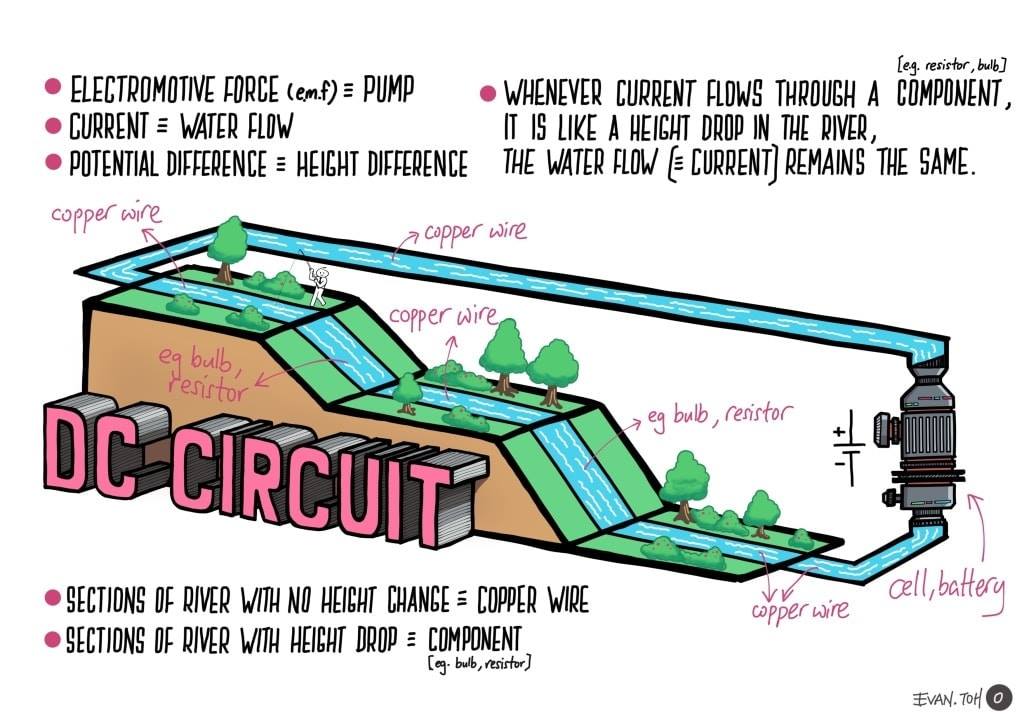 ● ELECTROMOTIVE FORCE (e.m.f) ≡ PUMP
● CURRENT ≡ WATER FLOW
● POTENTIAL DIFFERENCE ≡ HEIGHT DIFFERENCE
[e.g. resistor, bulb]
● WHENEVER CURRENT FLOWS THROUGH A COMPONENT,
IT IS LIKE A HEIGHT DROP IN THE RIVER,
THE WATER FLOW [≡ CURRENT] REMAINS THE SAME.
copper wire
copper wire
copper wire
eg bulb,
resistor
eg bulb, resistor
+
-
DC CIRCUIT
cell, battery
copper wire
● SECTIONS OF RIVER WITH NO HEIGHT CHANGE ≡ COPPER WIRE
● SECTIONS OF RIVER WITH HEIGHT DROP ≡ COMPONENT
[eg. bulb, resistor]
EVAN.TOH 0